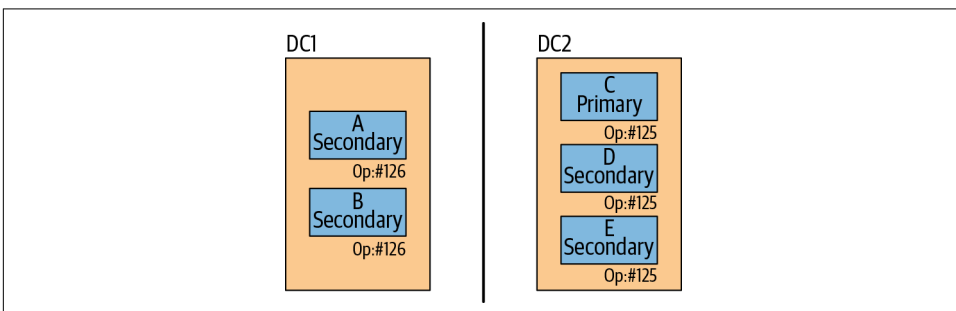 DC1
A
Secondary
Op:#126
B
Secondary
Op:#126
DC2
C
Primary
Op:#125
D
Secondary
Op:#125
E
Secondary
Op:#125